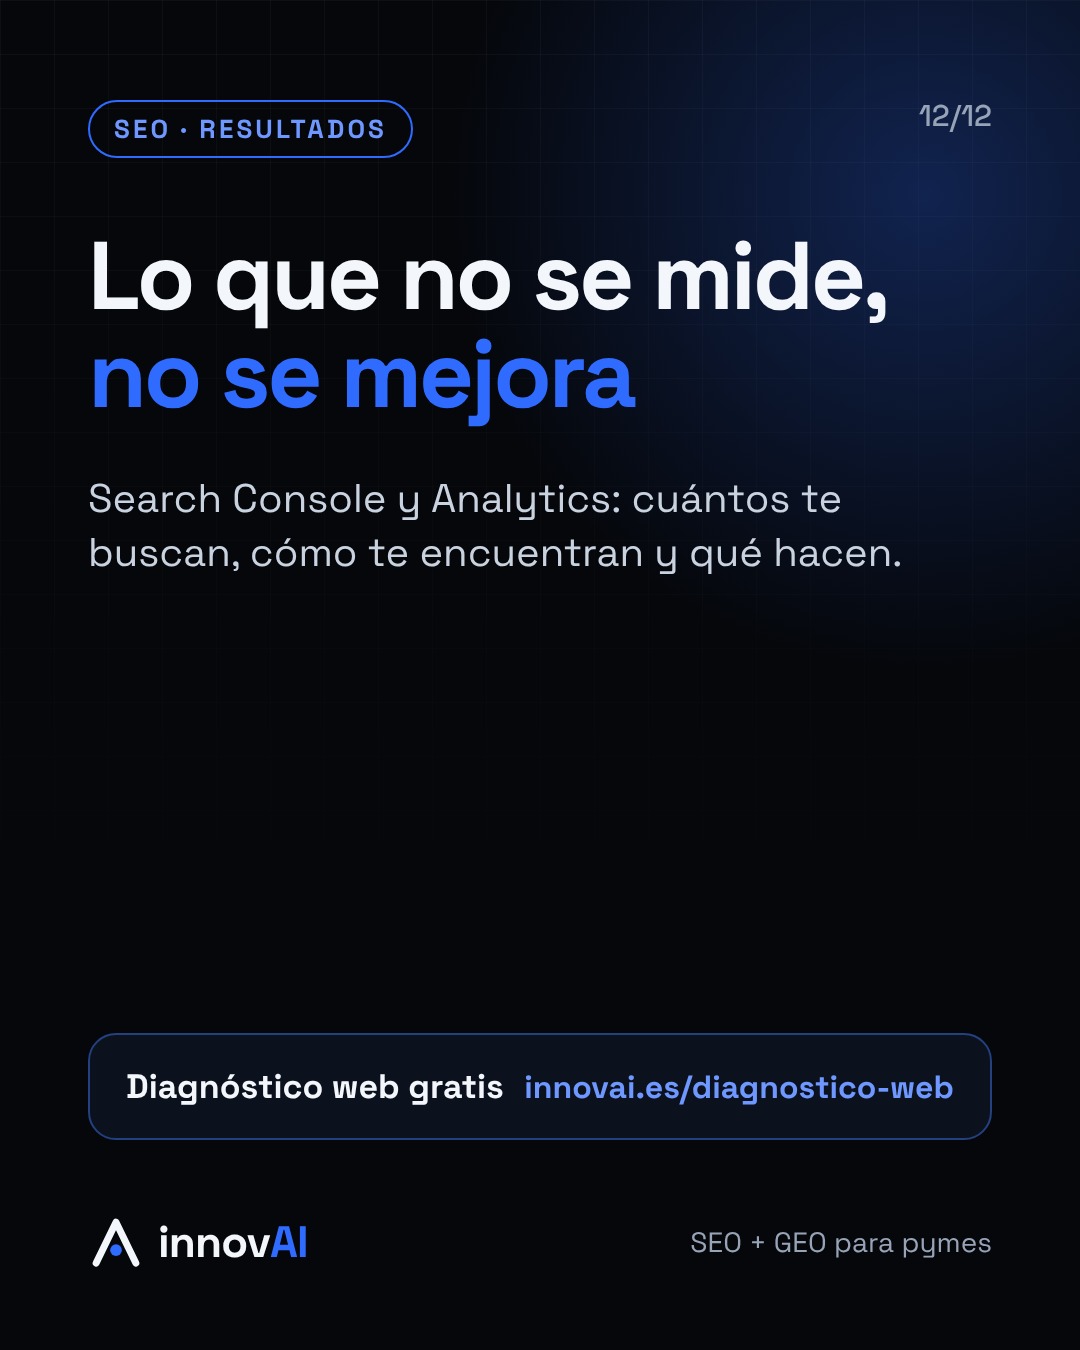 SEO · RESULTADOS
12/12
Lo que no se mide,
no se mejora
Search Console y Analytics: cuántos te
buscan, cómo te encuentran y qué hacen.
Diagnóstico web gratis innovai.es/diagnostico-web
innovAI
SEO + GEO para pymes